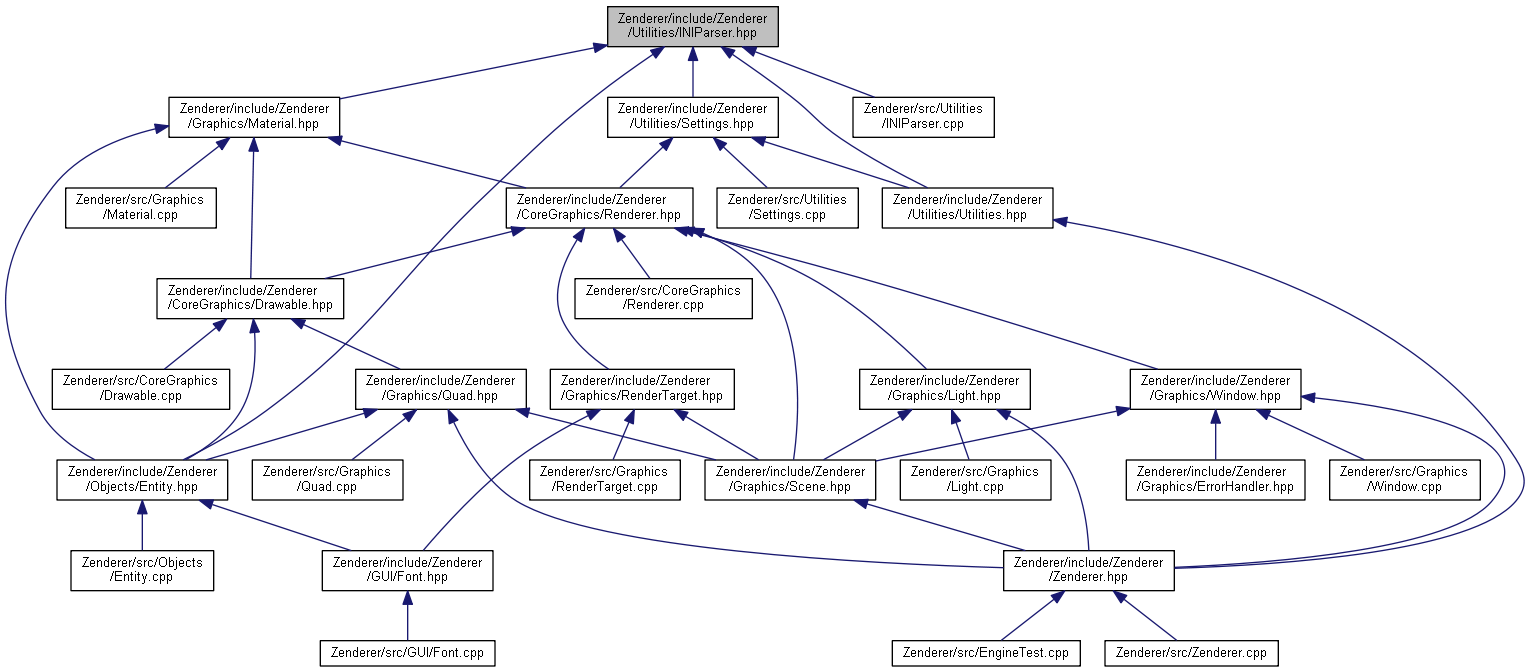 Zenderer/include/Zenderer
/Utilities/INIParser.hpp
Zenderer/include/Zenderer
/Graphics/Material.hpp
Zenderer/include/Zenderer
/Utilities/Settings.hpp
Zenderer/src/Utilities
/INIParser.cpp
Zenderer/src/Graphics
/Material.cpp
Zenderer/include/Zenderer
/CoreGraphics/Renderer.hpp
Zenderer/src/Utilities
/Settings.cpp
Zenderer/include/Zenderer
/Utilities/Utilities.hpp
Zenderer/include/Zenderer
/CoreGraphics/Drawable.hpp
Zenderer/src/CoreGraphics
/Renderer.cpp
Zenderer/src/CoreGraphics
/Drawable.cpp
Zenderer/include/Zenderer
/Graphics/Quad.hpp
Zenderer/include/Zenderer
/Graphics/RenderTarget.hpp
Zenderer/include/Zenderer
/Graphics/Light.hpp
Zenderer/include/Zenderer
/Graphics/Window.hpp
Zenderer/include/Zenderer
/Objects/Entity.hpp
Zenderer/src/Graphics
/Quad.cpp
Zenderer/src/Graphics
/RenderTarget.cpp
Zenderer/include/Zenderer
/Graphics/Scene.hpp
Zenderer/src/Graphics
/Light.cpp
Zenderer/include/Zenderer
/Graphics/ErrorHandler.hpp
Zenderer/src/Graphics
/Window.cpp
Zenderer/src/Objects
/Entity.cpp
Zenderer/include/Zenderer
/GUI/Font.hpp
Zenderer/include/Zenderer
/Zenderer.hpp
Zenderer/src/GUI/Font.cpp
Zenderer/src/EngineTest.cpp
Zenderer/src/Zenderer.cpp